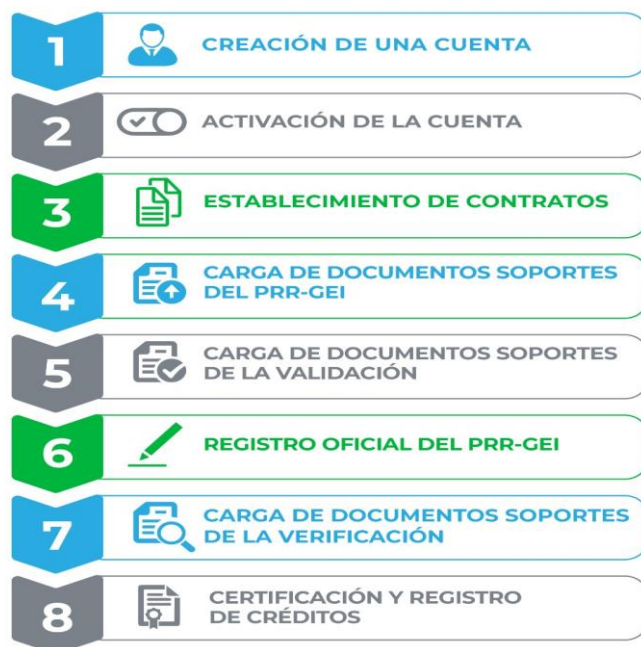 1
CREACIÓN DE UNA CUENTA
2
ACTIVACIÓN DE LA CUENTA
3
ESTABLECIMIENTO DE CONTRATOS
4
CARGA DE DOCUMENTOS SOPORTES
DEL PRR-GEI
5
CARGA DE DOCUMENTOS SOPORTES
DE LA VALIDACIÓN
6
REGISTRO OFICIAL DEL PRR-GEI
7
CARGA DE DOCUMENTOS SOPORTES
DE LA VERIFICACIÓN
8
CERTIFICACIÓN Y REGISTRO
DE CRÉDITOS